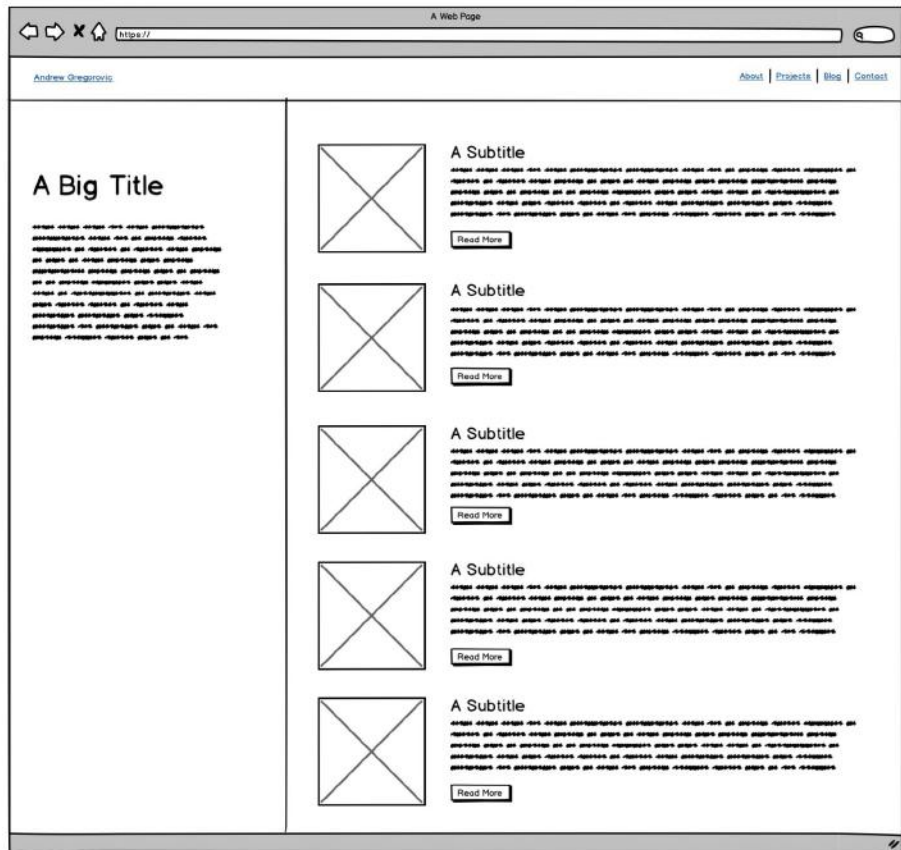 A Web Page
https://
Andrew Gregorovic
About | Projects | Blog | Contact
A Big Title
A Subtitle
Read More
A Subtitle
Read More
A Subtitle
Read More
A Subtitle
Read More
A Subtitle
Read More